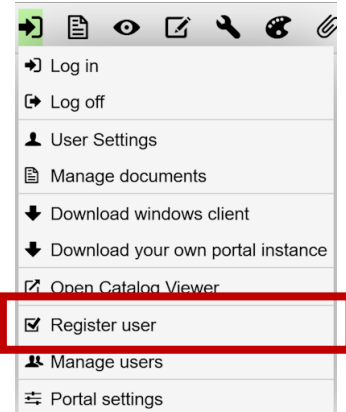 Log in
Log off
User Settings
Manage documents
Download windows client
Download your own portal instance
Open Catalog Viewer
Register user
Manage users
Portal settings